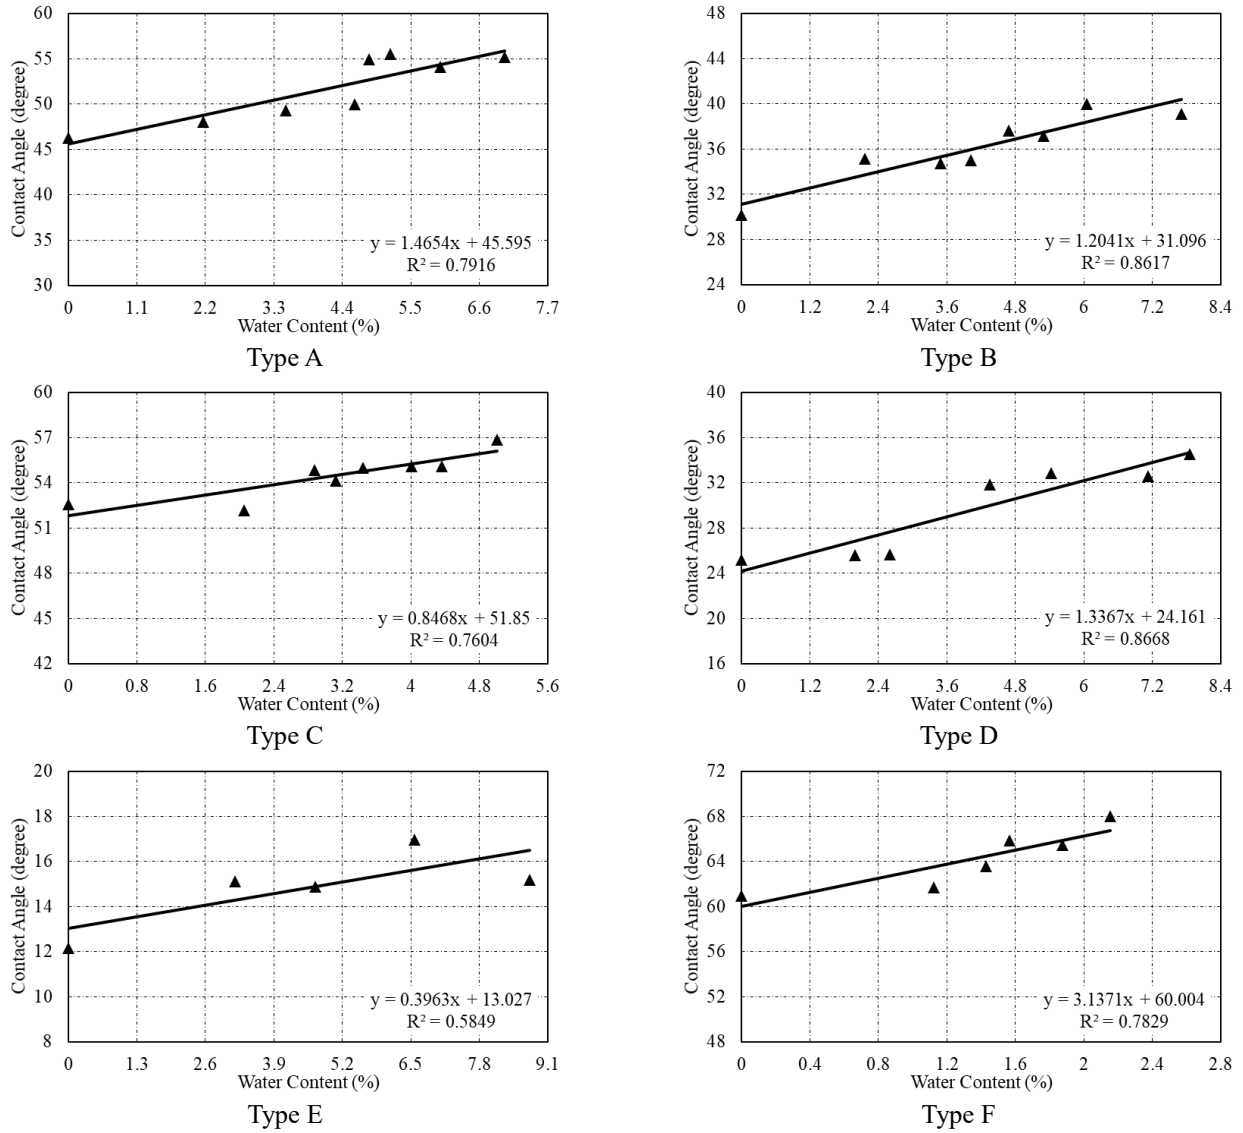 60
55
50
45
40
35
30
Contact Angle (degree)
y = 1.4654x + 45.595
R² = 0.7916
0 1.1 2.2 3.3 4.4 5.5 6.6 7.7
Water Content (%)
Type A
48
44
40
36
32
28
24
Contact Angle (degree)
y = 1.2041x + 31.096
R² = 0.8617
0 1.2 2.4 3.6 4.8 6 7.2 8.4
Water Content (%)
Type B
60
57
54
51
48
45
42
Contact Angle (degree)
y = 0.8468x + 51.85
R² = 0.7604
0 0.8 1.6 2.4 3.2 4 4.8 5.6
Water Content (%)
Type C
40
36
32
28
24
20
16
Contact Angle (degree)
y = 1.3367x + 24.161
R² = 0.8668
0 1.2 2.4 3.6 4.8 6 7.2 8.4
Water Content (%)
Type D
20
18
16
14
12
10
8
Contact Angle (degree)
y = 0.3963x + 13.027
R² = 0.5849
0 1.3 2.6 3.9 5.2 6.5 7.8 9.1
Water Content (%)
Type E
72
68
64
60
56
52
48
Contact Angle (degree)
y = 3.1371x + 60.004
R² = 0.7829
0 0.4 0.8 1.2 1.6 2 2.4 2.8
Water Content (%)
Type F